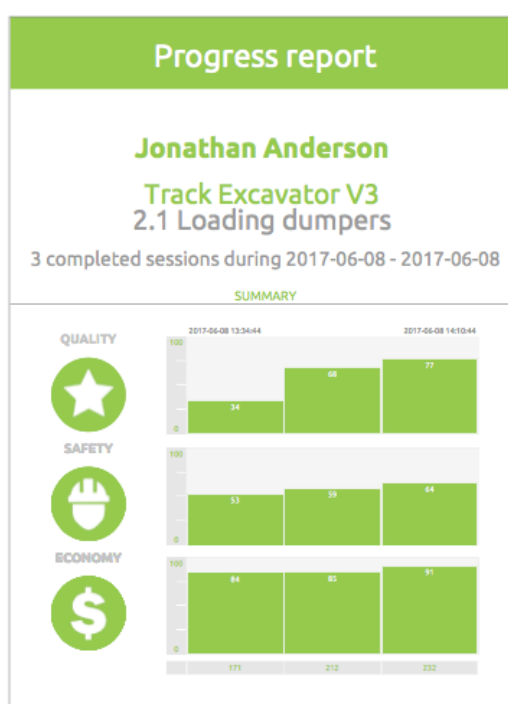 Progress report
Jonathan Anderson
Track Excavator V3
2.1 Loading dumpers
3 completed sessions during 2017-06-08 - 2017-06-08
SUMMARY
2017-06-08 13:34:44 2017-06-08 14:10:44
QUALITY
100
34 68 77
0
SAFETY
100
53 59 64
0
ECONOMY
100
84 85 91
0
171 212 232